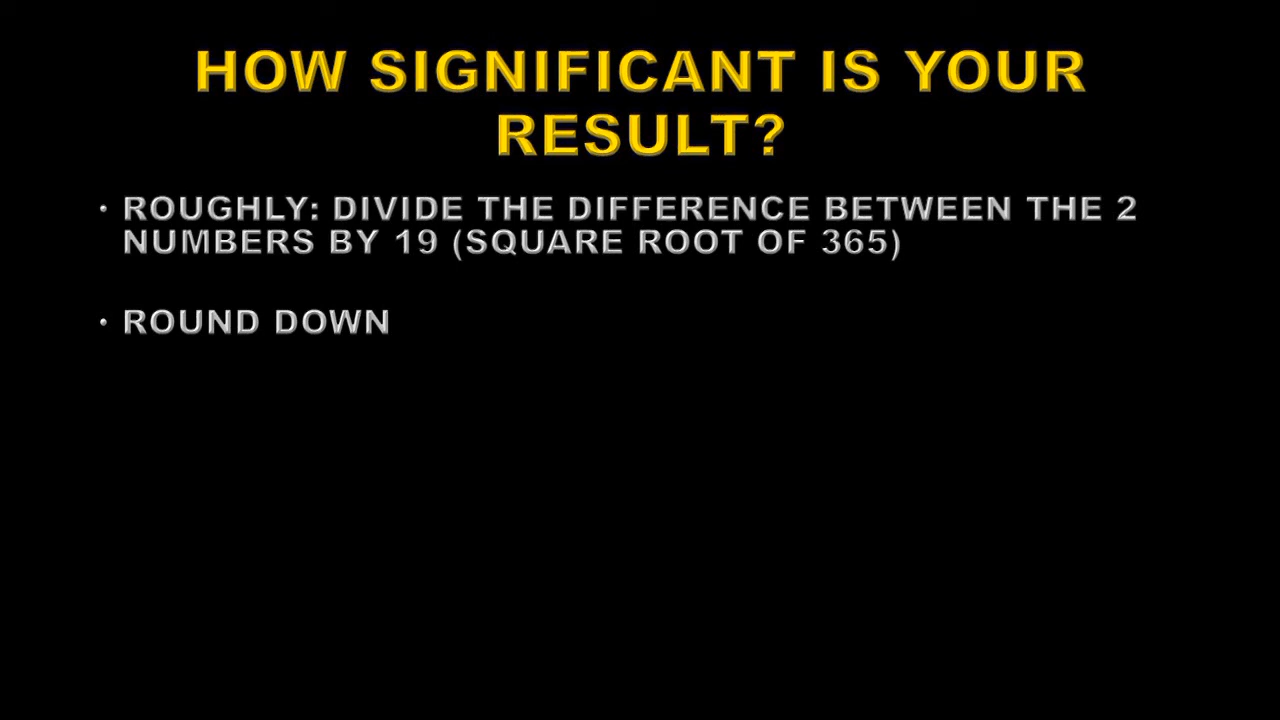 HOW SIGNIFICANT IS YOUR
RESULT?
• ROUGHLY: DIVIDE THE DIFFERENCE BETWEEN THE 2
NUMBERS BY 19 (SQUARE ROOT OF 365)
• ROUND DOWN